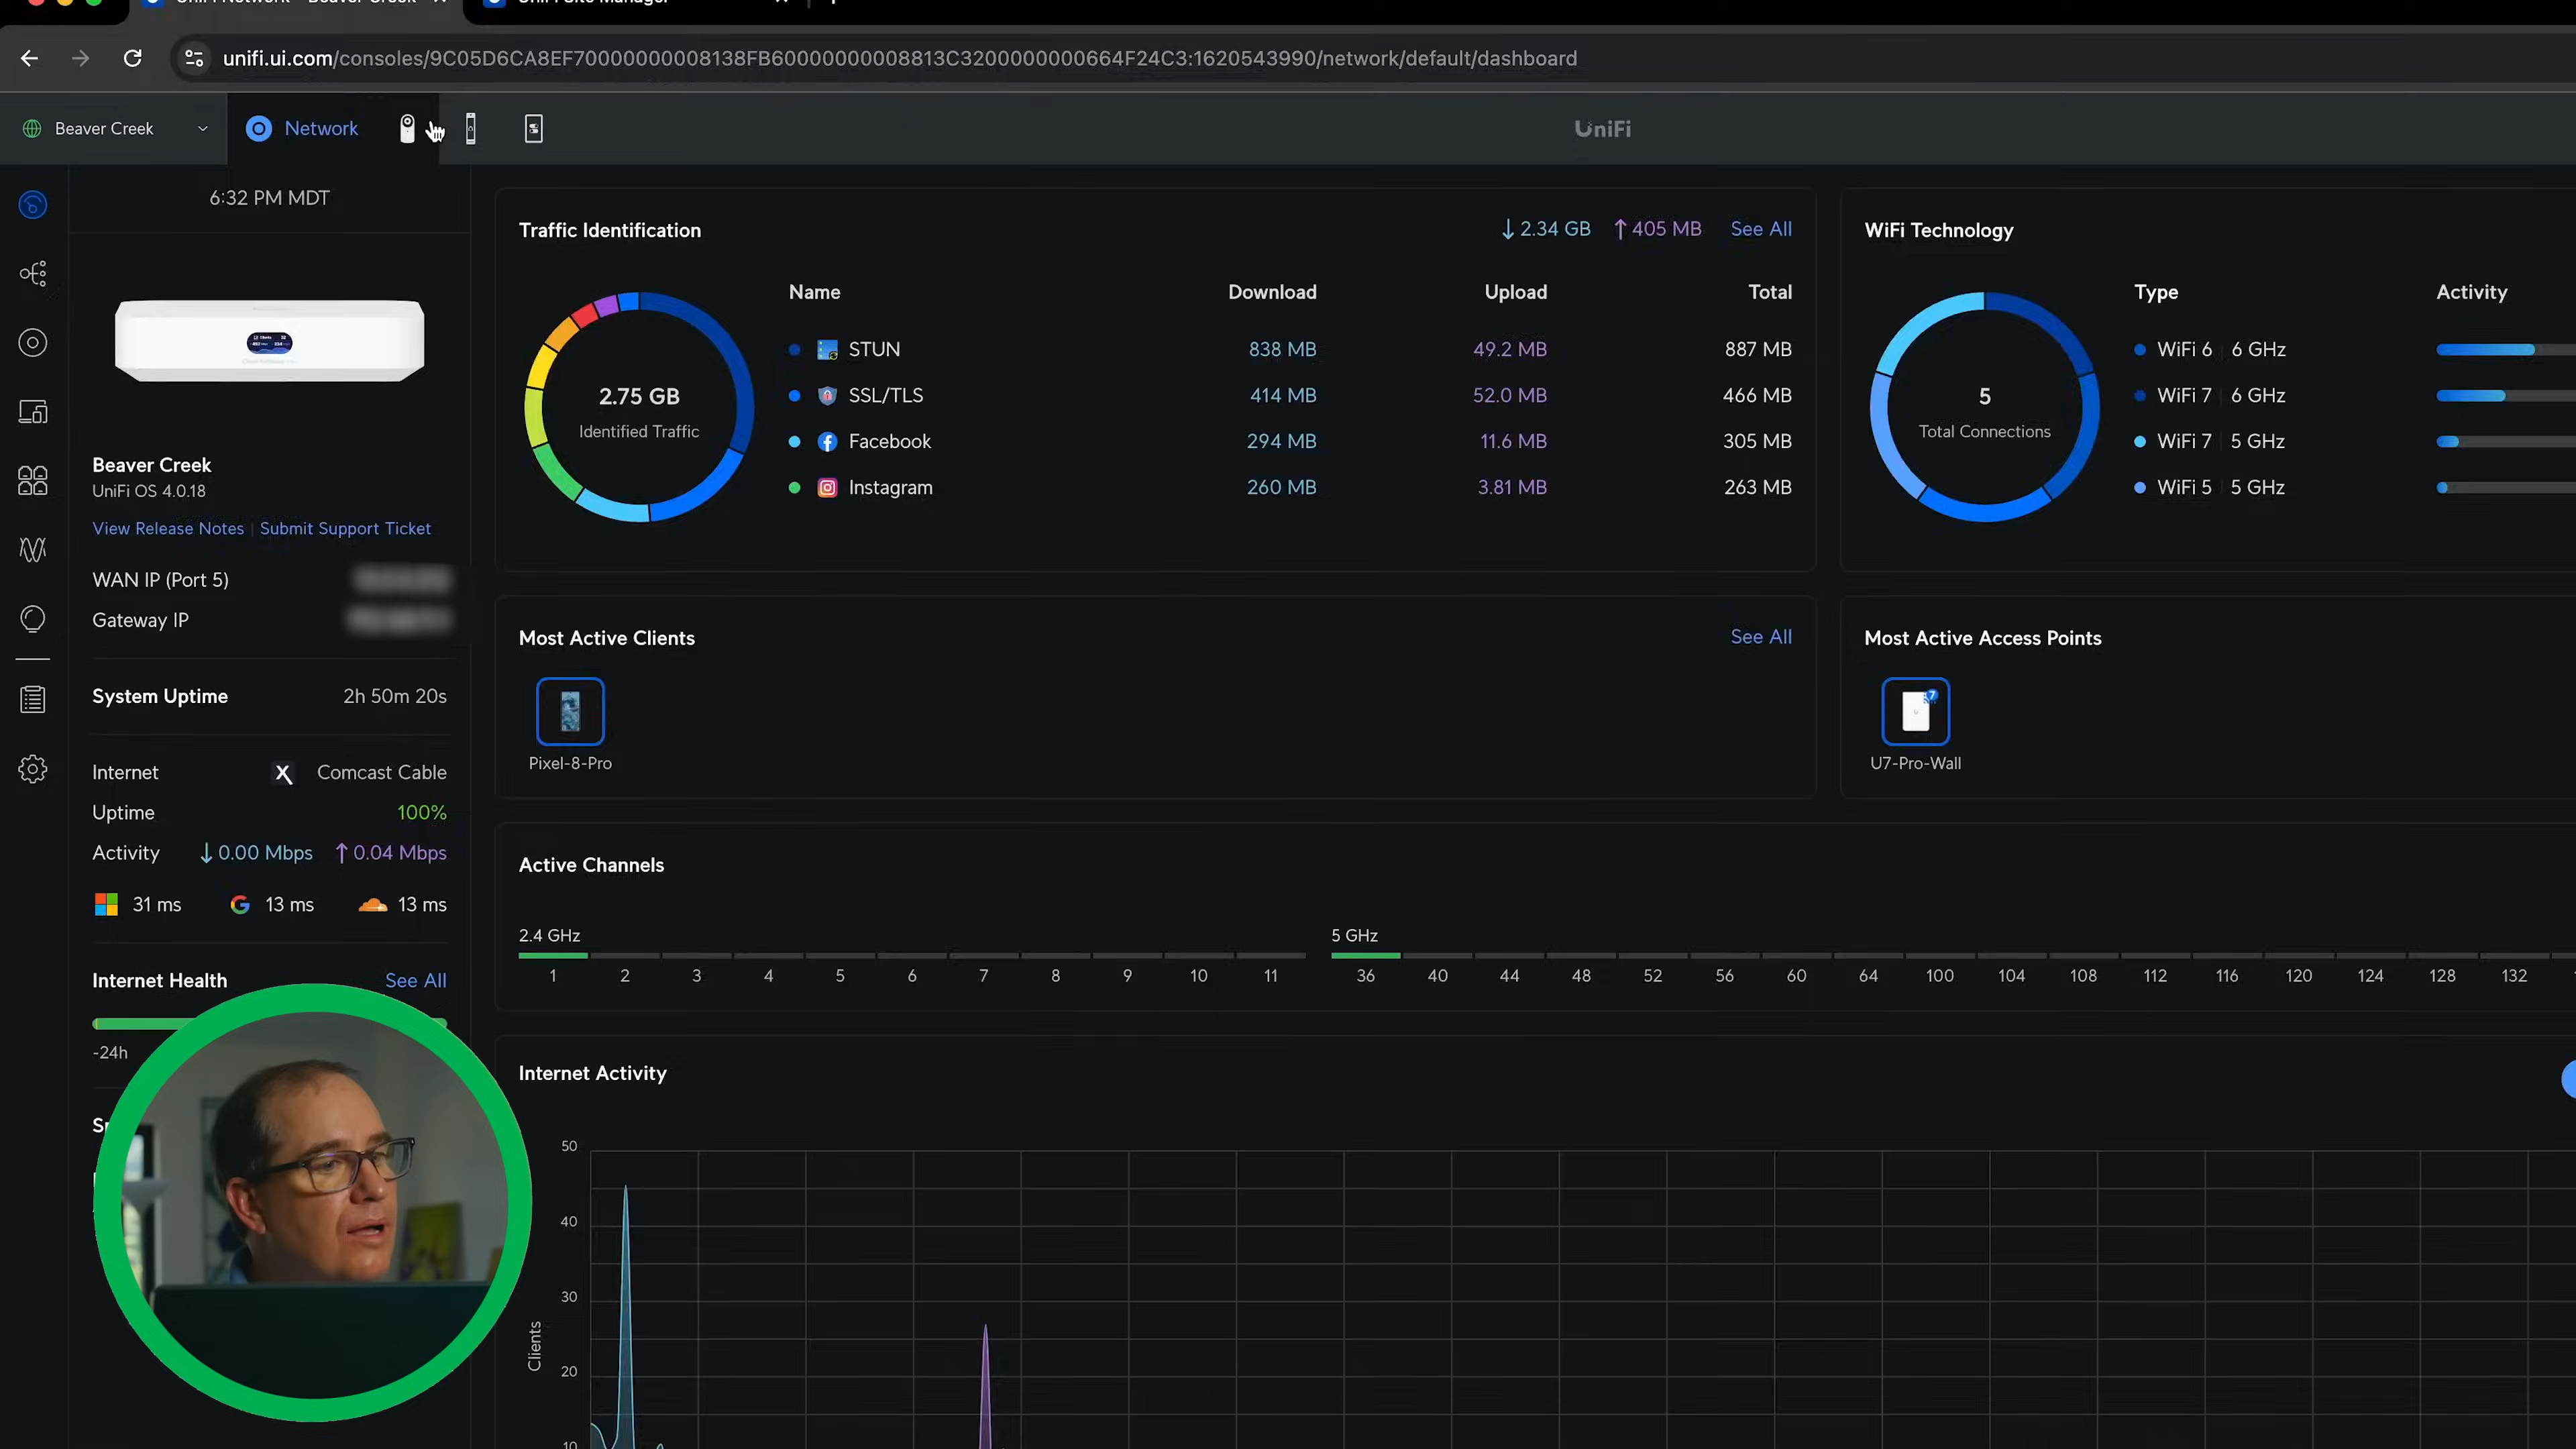 UniFi Network - Beaver Creek
UniFi Site Manager
unifi.ui.com/consoles/9C05D6CA8EF70000000008138FB60000000008813C3200000000664F24C3:1620543990/network/default/dashboard
Beaver Creek
Network
UniFi
6:32 PM MDT
Beaver Creek
UniFi OS 4.0.18
View Release Notes | Submit Support Ticket
WAN IP (Port 5)
Gateway IP
System Uptime 2h 50m 20s
Internet X Comcast Cable
Uptime 100%
Activity ↓ 0.00 Mbps ↑ 0.04 Mbps
31 ms 13 ms 13 ms
Internet Health See All
-24h
Traffic Identification ↓ 2.34 GB ↑ 405 MB See All
2.75 GB
Identified Traffic
Name Download Upload Total
STUN 838 MB 49.2 MB 887 MB
SSL/TLS 414 MB 52.0 MB 466 MB
Facebook 294 MB 11.6 MB 305 MB
Instagram 260 MB 3.81 MB 263 MB
WiFi Technology
5
Total Connections
Type Activity
WiFi 6 6 GHz
WiFi 7 6 GHz
WiFi 7 5 GHz
WiFi 5 5 GHz
Most Active Clients See All
Pixel-8-Pro
Most Active Access Points
7
U7-Pro-Wall
Active Channels
2.4 GHz
1 2 3 4 5 6 7 8 9 10 11
5 GHz
36 40 44 48 52 56 60 64 100 104 108 112 116 120 124 128 132
Internet Activity
50
40
30
20
10
Clients